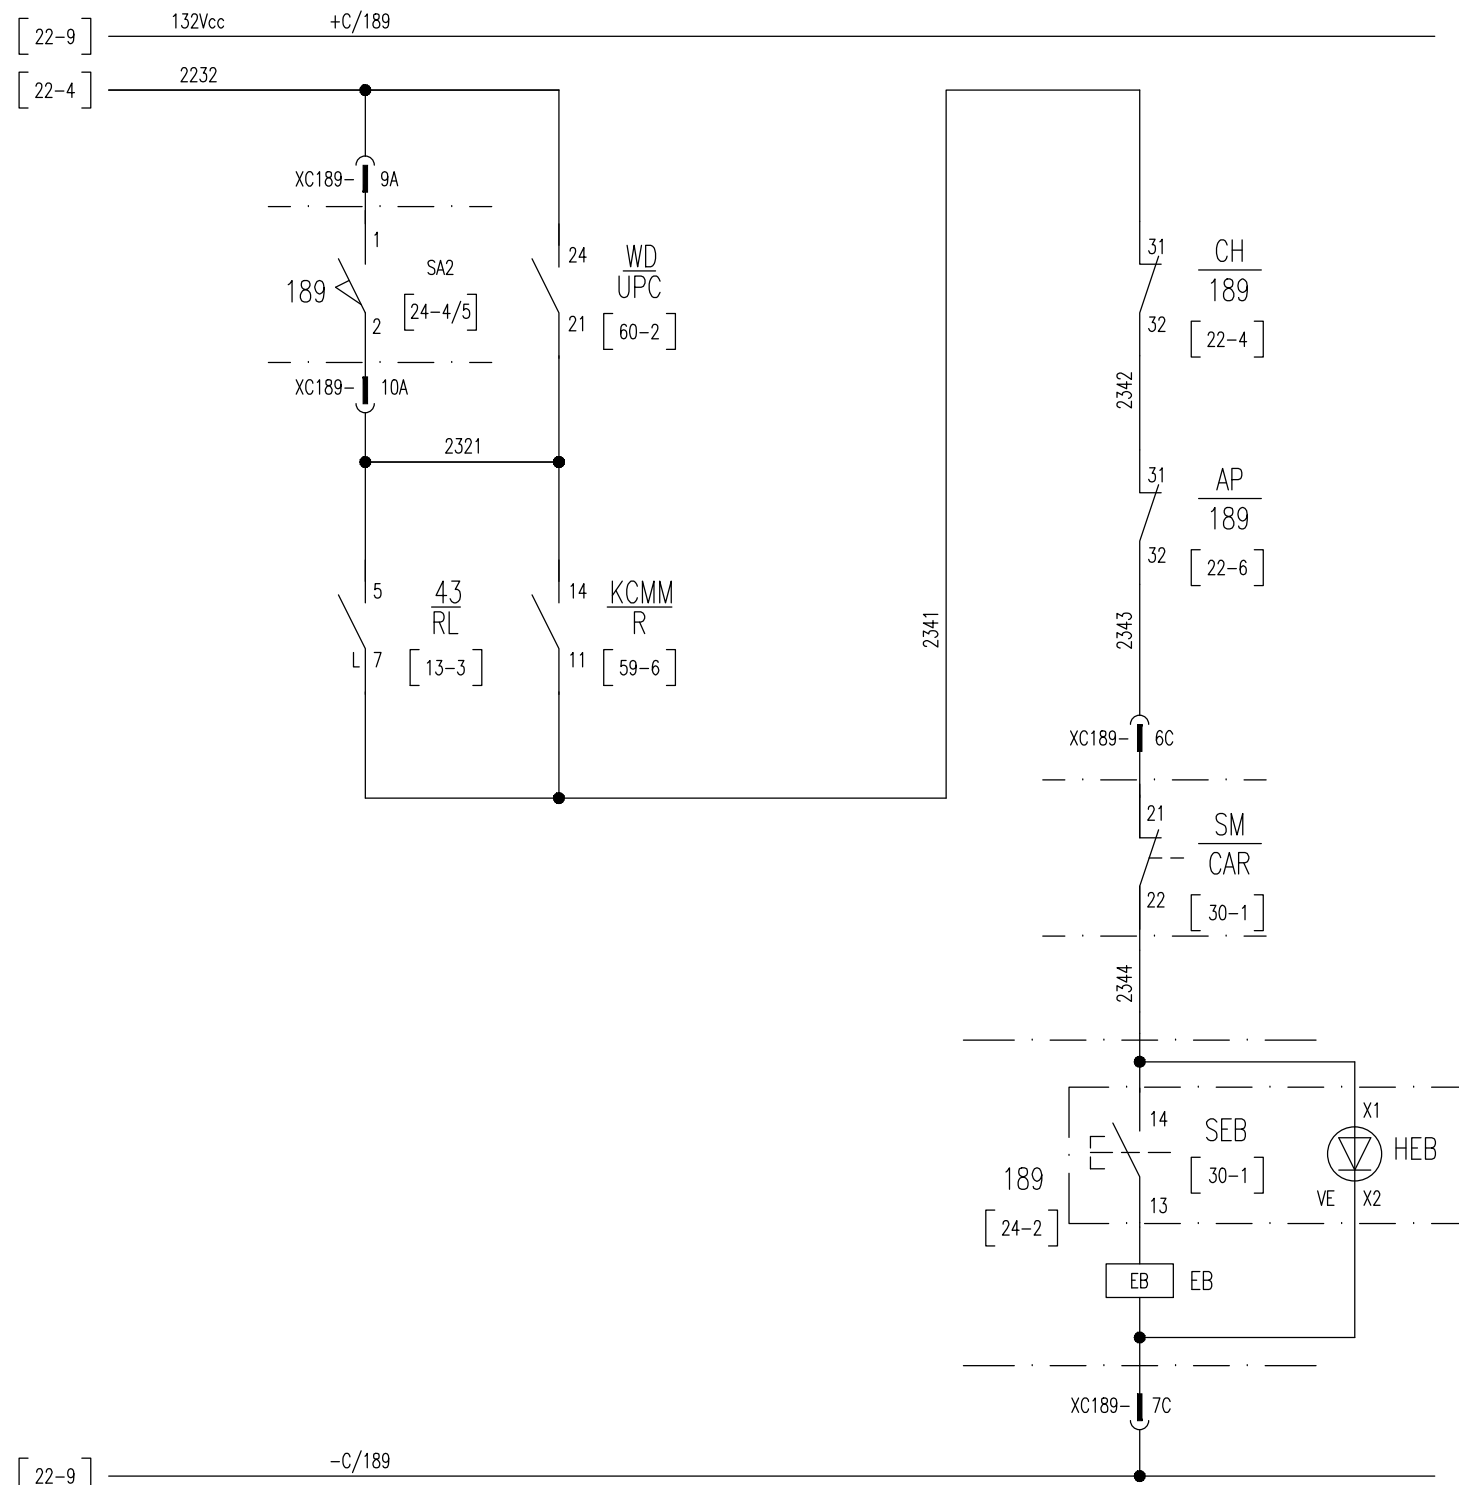 132Vcc +C/189
22-9
2232
22-4
XC189- 9A
1
SA2
189
24-4/5
2
XC189- 10A
24
WD
UPC
21
60-2
2321
5
43
RL
L 7
13-3
14
KCMM
R
11
59-6
2341
31
CH
189
32
22-4
2342
31
AP
189
32
22-6
2343
XC189- 6C
21
SM
CAR
22
30-1
2344
14
SEB
30-1
13
189
24-2
X1
HEB
VE X2
EB EB
XC189- 7C
-C/189
22-9